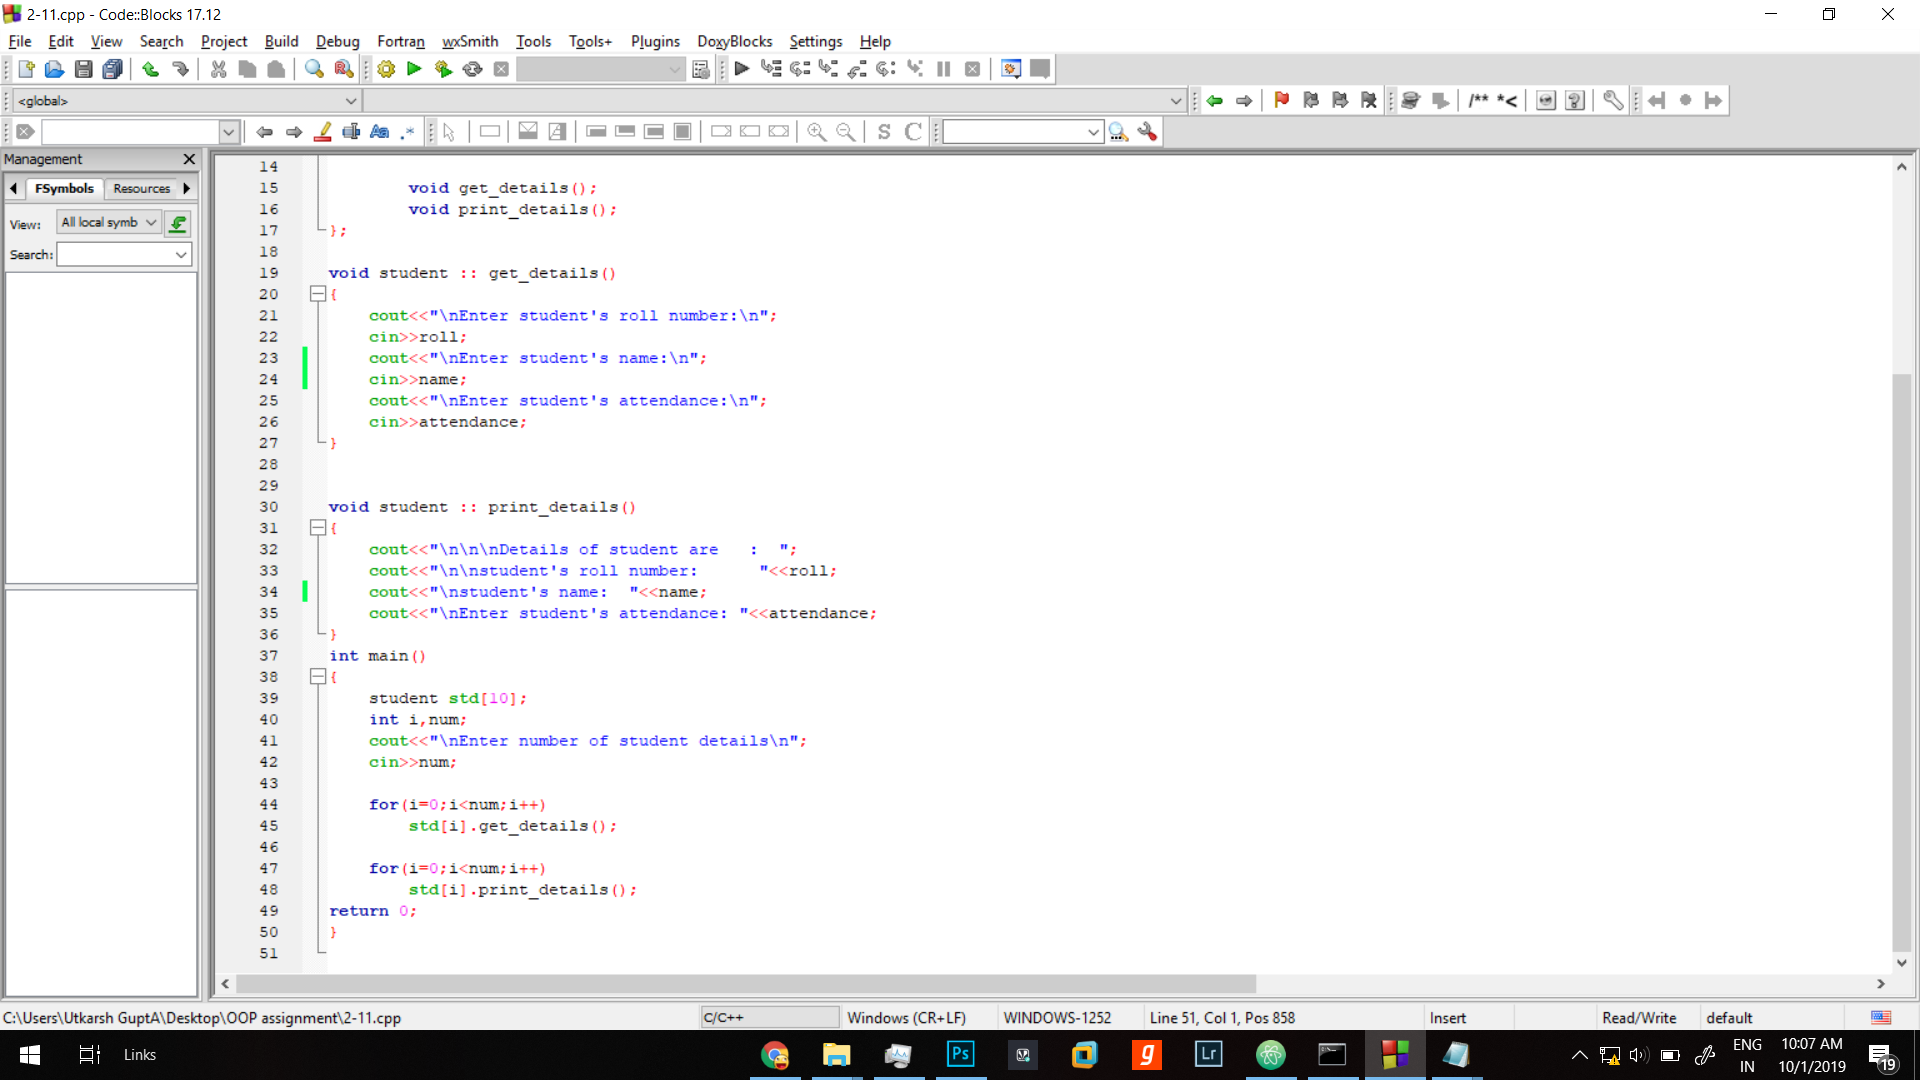 2-11.cpp - Code::Blocks 17.12
File Edit View Search Project Build Debug Fortran wxSmith Tools Tools+ Plugins DoxyBlocks Settings Help
<global>
/** *<
Aa .*
S C
Management
FSymbols Resources
View: All local symb
Search:
14
15 void get_details();
16 void print_details();
17 };
18
19 void student :: get_details()
20 {
21 cout<<"\nEnter student's roll number:\n";
22 cin>>roll;
23 cout<<"\nEnter student's name:\n";
24 cin>>name;
25 cout<<"\nEnter student's attendance:\n";
26 cin>>attendance;
27 }
28
29
30 void student :: print_details()
31 {
32 cout<<"\n\n\nDetails of student are   :  ";
33 cout<<"\n\nstudent's roll number:      "<<roll;
34 cout<<"\nstudent's name:  "<<name;
35 cout<<"\nEnter student's attendance: "<<attendance;
36 }
37 int main()
38 {
39 student std[10];
40 int i,num;
41 cout<<"\nEnter number of student details\n";
42 cin>>num;
43
44 for(i=0;i<num;i++)
45 std[i].get_details();
46
47 for(i=0;i<num;i++)
48 std[i].print_details();
49 return 0;
50 }
51
C:\Users\Utkarsh GuptA\Desktop\OOP assignment\2-11.cpp C/C++ Windows (CR+LF) WINDOWS-1252 Line 51, Col 1, Pos 858 Insert Read/Write default
Links Ps g Lr ENG IN 10:07 AM 10/1/2019 19